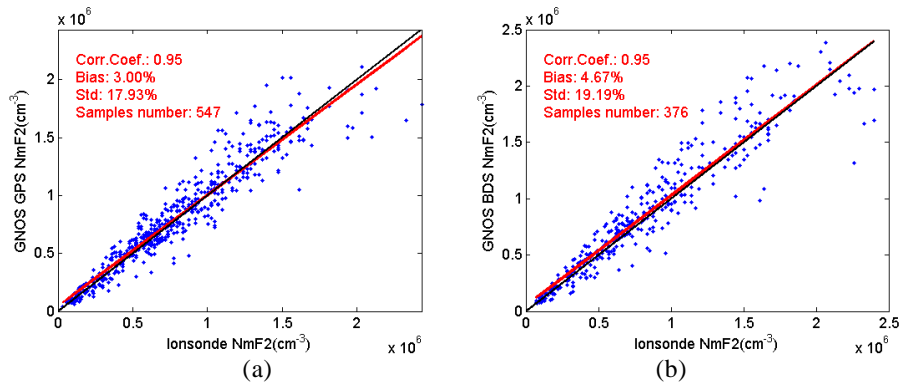 x 10^6
Corr.Coef.: 0.95
Bias: 3.00%
Std: 17.93%
Samples number: 547
GNOS GPS NmF2(cm^-3)
2
1.5
1
0.5
0
0 0.5 1 1.5 2
Ionsonde NmF2(cm^-3)
x 10^6
(a)
x 10^6
Corr.Coef.: 0.95
Bias: 4.67%
Std: 19.19%
Samples number: 376
GNOS BDS NmF2(cm^-3)
2.5
2
1.5
1
0.5
0
0 0.5 1 1.5 2 2.5
Ionsonde NmF2(cm^-3)
x 10^6
(b)